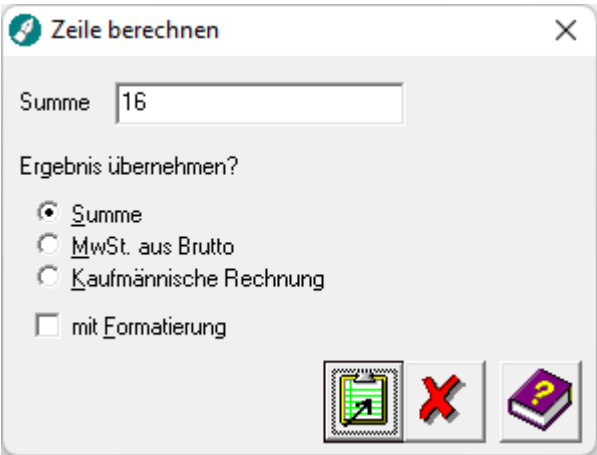 Zeile berechnen
Summe 16
Ergebnis übernehmen?
Summe
MwSt. aus Brutto
Kaufmännische Rechnung
mit Formatierung
?